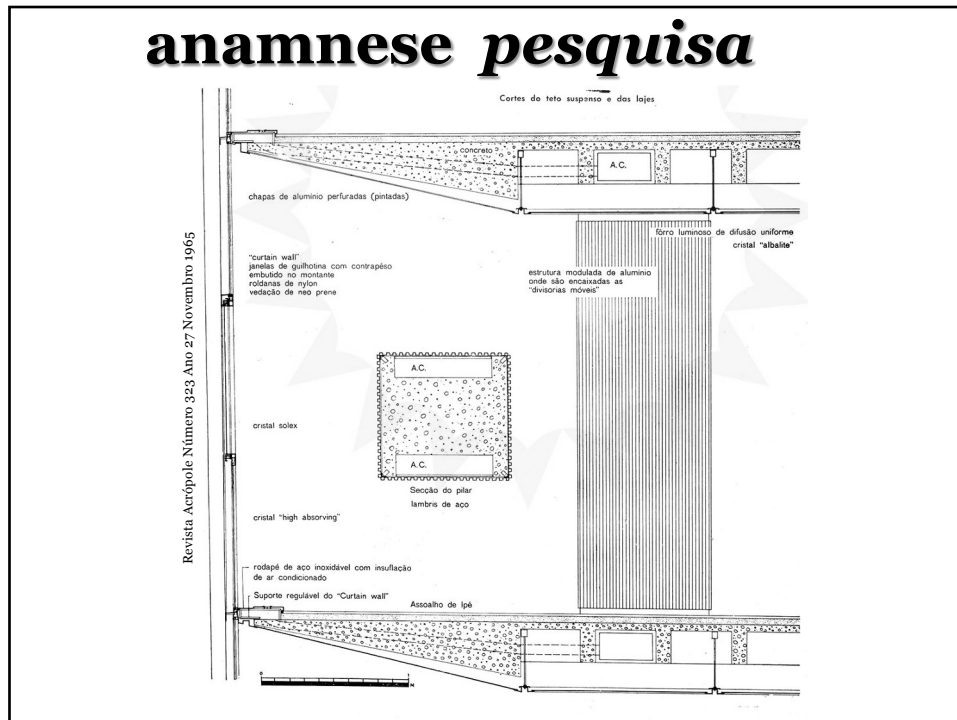 anamnese pesquisa
Cortes do teto suspenso e das lajes
concreto
A.C.
chapas de alumínio perfuradas (pintadas)
fôrro luminoso de difusão uniforme
cristal "albalite"
"curtain wall"
janelas de guilhotina com contrapêso
embutido no montante
roldanas de nylon
vedação de neo prene
estrutura modulada de aluminio
onde são encaixadas as
"divisorias móveis"
Revista Acrópole Número 323 Ano 27 Novembro 1965
A.C.
cristal solex
A.C.
Secção do pilar
lambris de aço
cristal "high absorving"
rodapé de aço inoxidável com insuflação
de ar condicionado
Suporte regulável do "Curtain wall"
Assoalho de Ipê